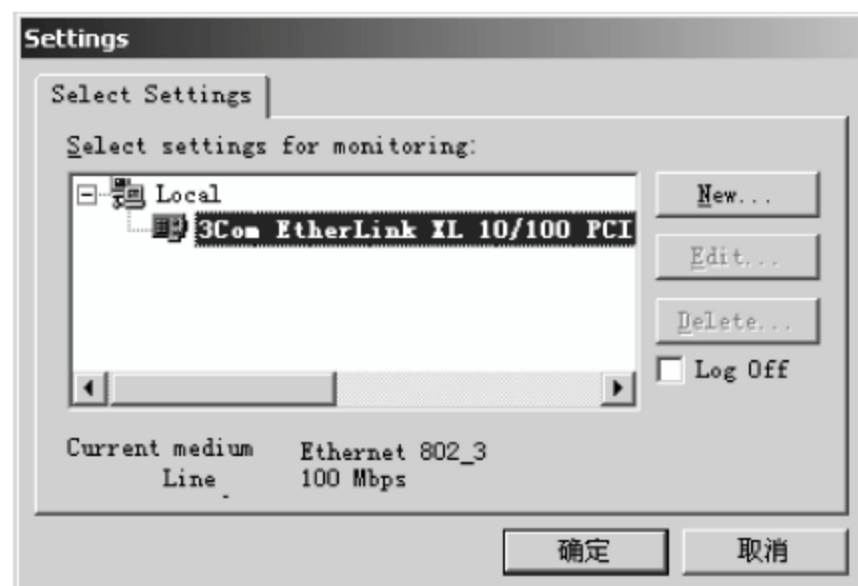 Settings
Select Settings
Select settings for monitoring:
Local
3Com EtherLink XL 10/100 PCI
New...
Edit...
Delete...
Log Off
Current medium Ethernet 802_3
Line 100 Mbps
确定 取消